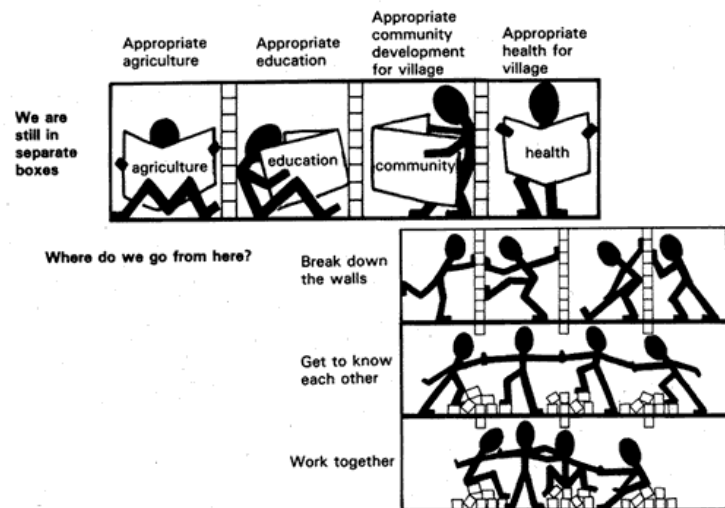 Appropriate
agriculture
Appropriate
education
Appropriate
community
development
for village
Appropriate
health for
village
We are
still in
separate
boxes
agriculture
education
community
health
Where do we go from here?
Break down
the walls
Get to know
each other
Work together